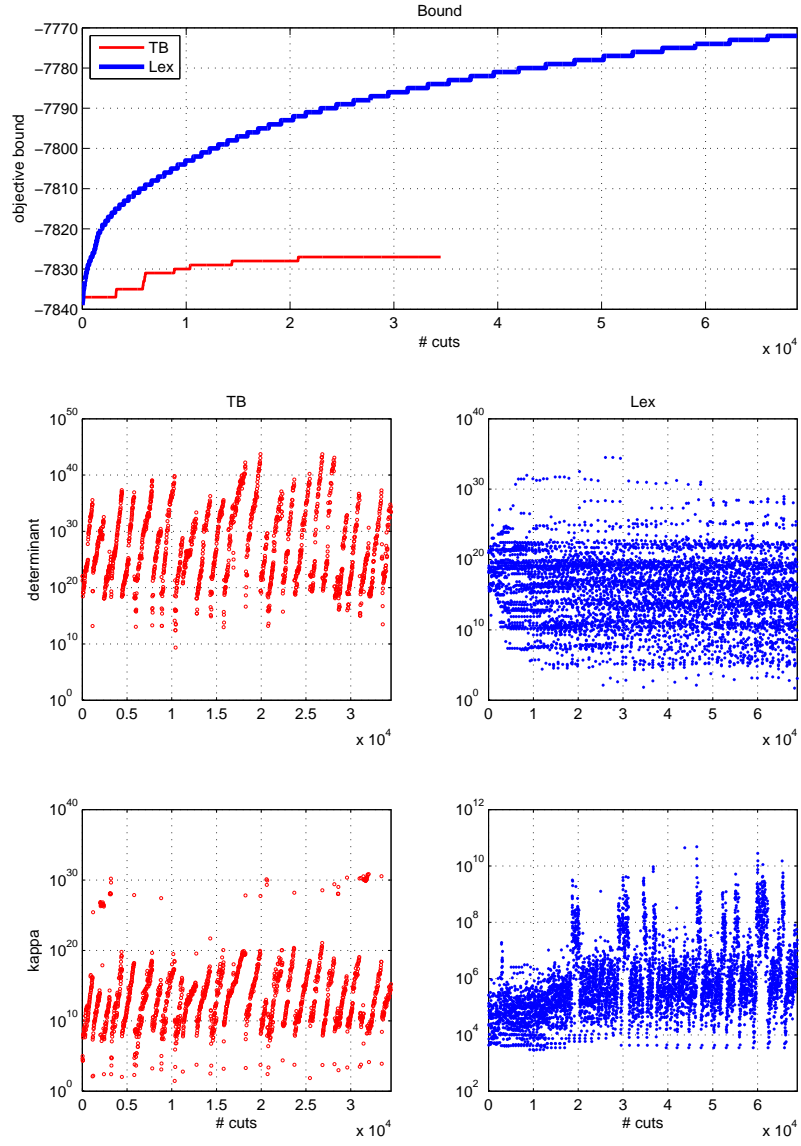 Bound
−7770
−7780
−7790
−7800
−7810
−7820
−7830
−7840
objective bound
TB
Lex
0 1 2 3 4 5 6
# cuts
x 10^4
TB
10^50
10^40
10^30
10^20
10^10
10^0
determinant
0 0.5 1 1.5 2 2.5 3
x 10^4
Lex
10^40
10^30
10^20
10^10
10^0
0 1 2 3 4 5 6
x 10^4
10^40
10^30
10^20
10^10
10^0
kappa
0 0.5 1 1.5 2 2.5 3
# cuts
x 10^4
10^12
10^10
10^8
10^6
10^4
10^2
0 1 2 3 4 5 6
# cuts
x 10^4